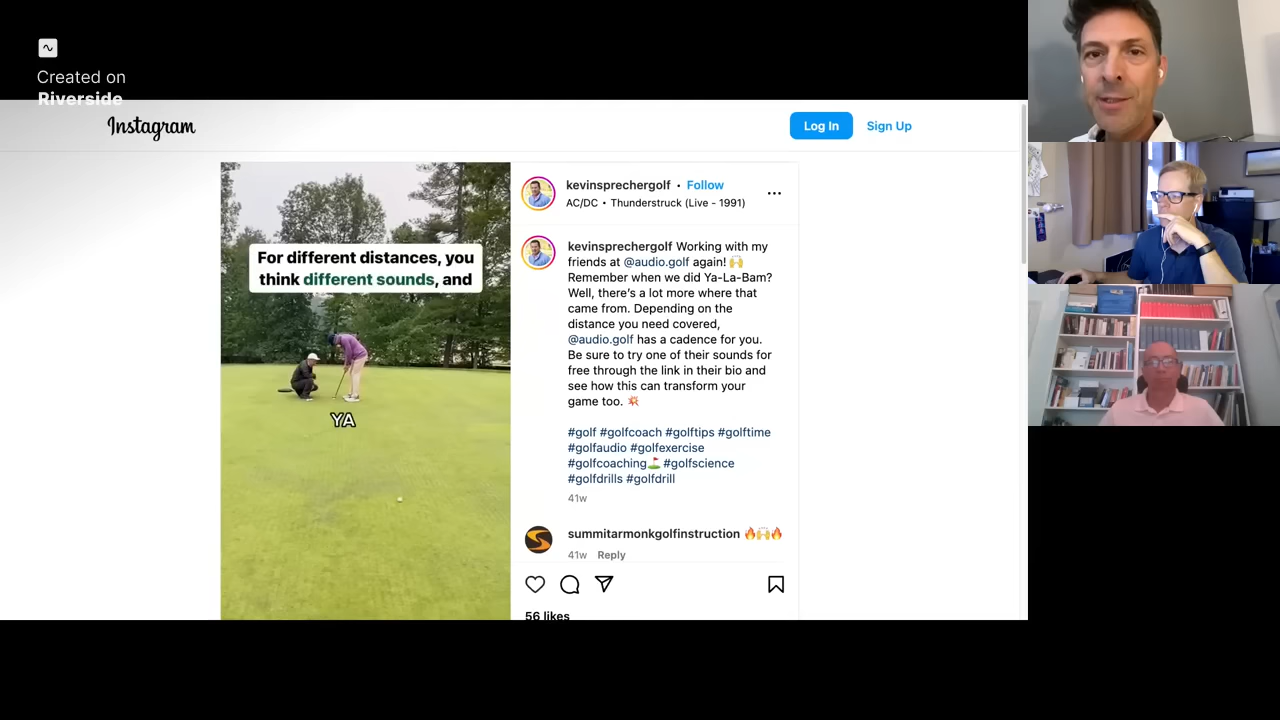 Created on
Riverside
Instagram
Log In
Sign Up
For different distances, you
think different sounds, and
YA
kevinsprechergolf • Follow
AC/DC • Thunderstruck (Live - 1991)
kevinsprechergolf Working with my
friends at @audio.golf again! 🙌
Remember when we did Ya-La-Bam?
Well, there's a lot more where that
came from. Depending on the
distance you need covered,
@audio.golf has a cadence for you.
Be sure to try one of their sounds for
free through the link in their bio and
see how this can transform your
game too. 💥
#golf #golfcoach #golftips #golftime
#golfaudio #golfexercise
#golfcoaching⛳ #golfscience
#golfdrills #golfdrill
41w
summitarmonkgolfinstruction 🔥🙌🔥
41w Reply
56 likes